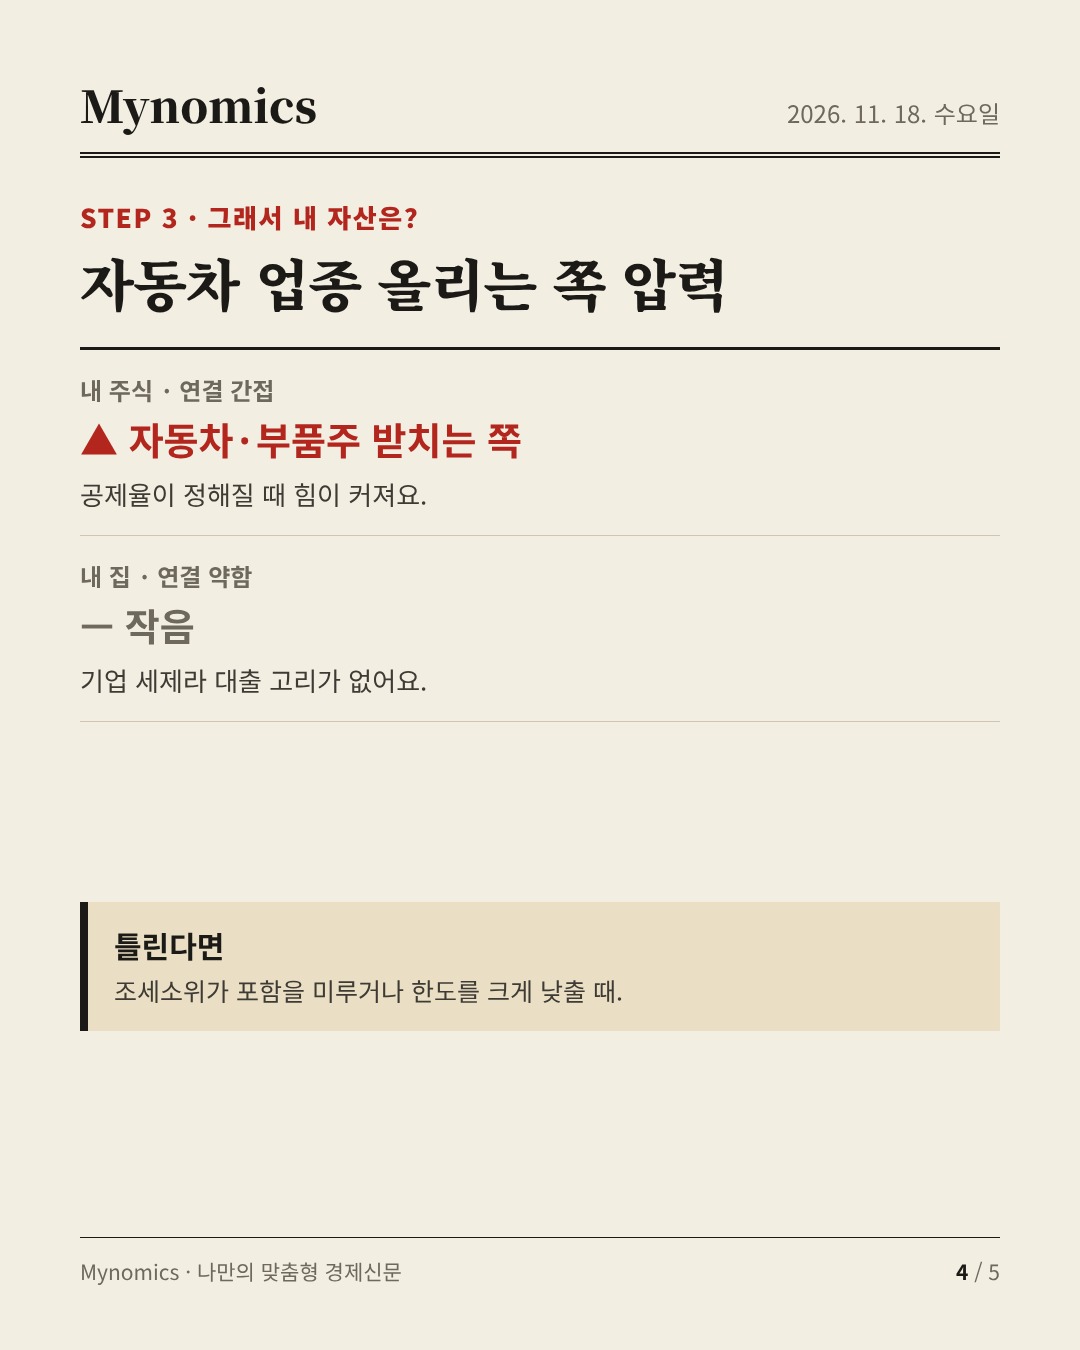 Mynomics
2026. 11. 18. 수요일
STEP 3 · 그래서 내 자산은?
자동차 업종 올리는 쪽 압력
내 주식 · 연결 간접
▲ 자동차·부품주 받치는 쪽
공제율이 정해질 때 힘이 커져요.
내 집 · 연결 약함
— 작음
기업 세제라 대출 고리가 없어요.
틀린다면
조세소위가 포함을 미루거나 한도를 크게 낮출 때.
Mynomics · 나만의 맞춤형 경제신문
4 / 5